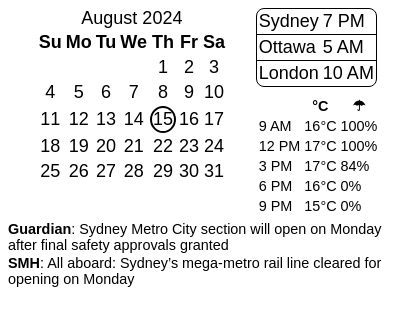 August 2024
Su Mo Tu We Th Fr Sa
1 2 3
4 5 6 7 8 9 10
11 12 13 14 15 16 17
18 19 20 21 22 23 24
25 26 27 28 29 30 31
Sydney 7 PM
Ottawa 5 AM
London 10 AM
°C ☂
9 AM 16°C 100%
12 PM 17°C 100%
3 PM 17°C 84%
6 PM 16°C 0%
9 PM 15°C 0%
Guardian: Sydney Metro City section will open on Monday
after final safety approvals granted
SMH: All aboard: Sydney’s mega-metro rail line cleared for
opening on Monday